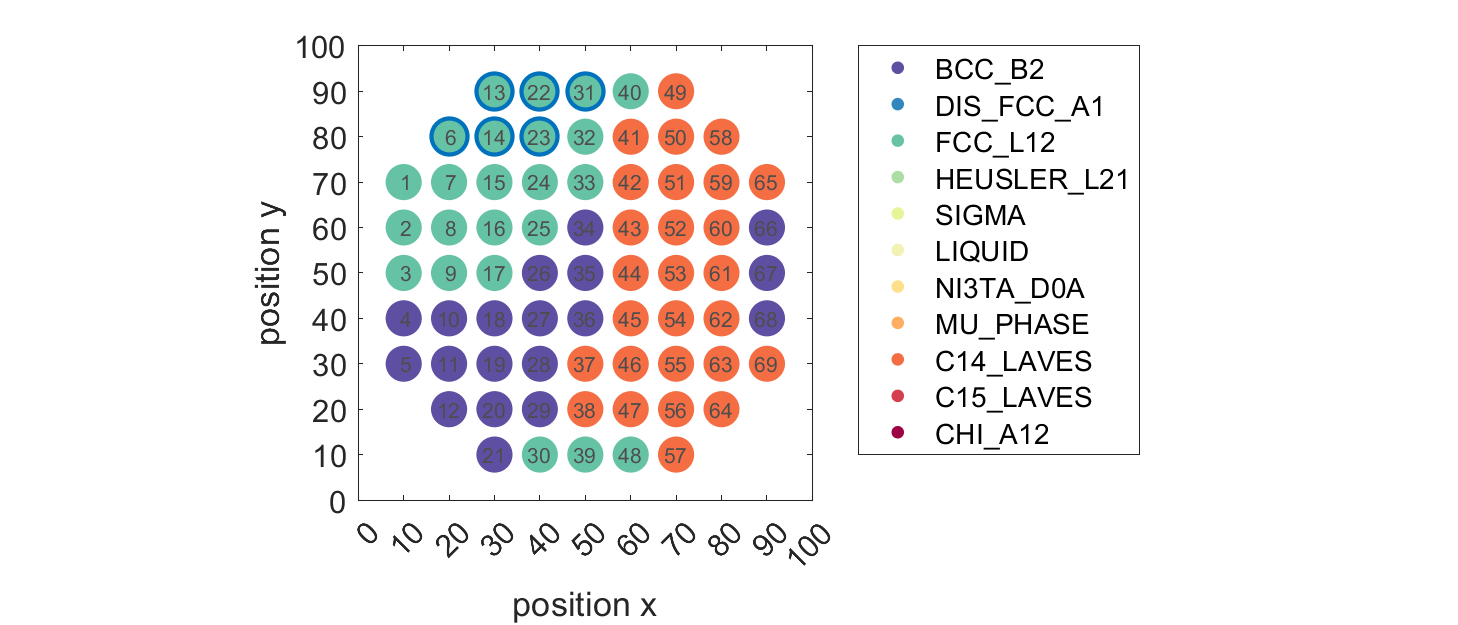 100
90 13 22 31 40 49
80 6 14 23 32 41 50 58
70 1 7 15 24 33 42 51 59 65
60 2 8 16 25 34 43 52 60 66
50 3 9 17 26 35 44 53 61 67
40 4 10 18 27 36 45 54 62 68
30 5 11 19 28 37 46 55 63 69
20 12 20 29 38 47 56 64
10 21 30 39 48 57
0
position y
0 10 20 30 40 50 60 70 80 90 100
position x
BCC_B2
DIS_FCC_A1
FCC_L12
HEUSLER_L21
SIGMA
LIQUID
NI3TA_D0A
MU_PHASE
C14_LAVES
C15_LAVES
CHI_A12